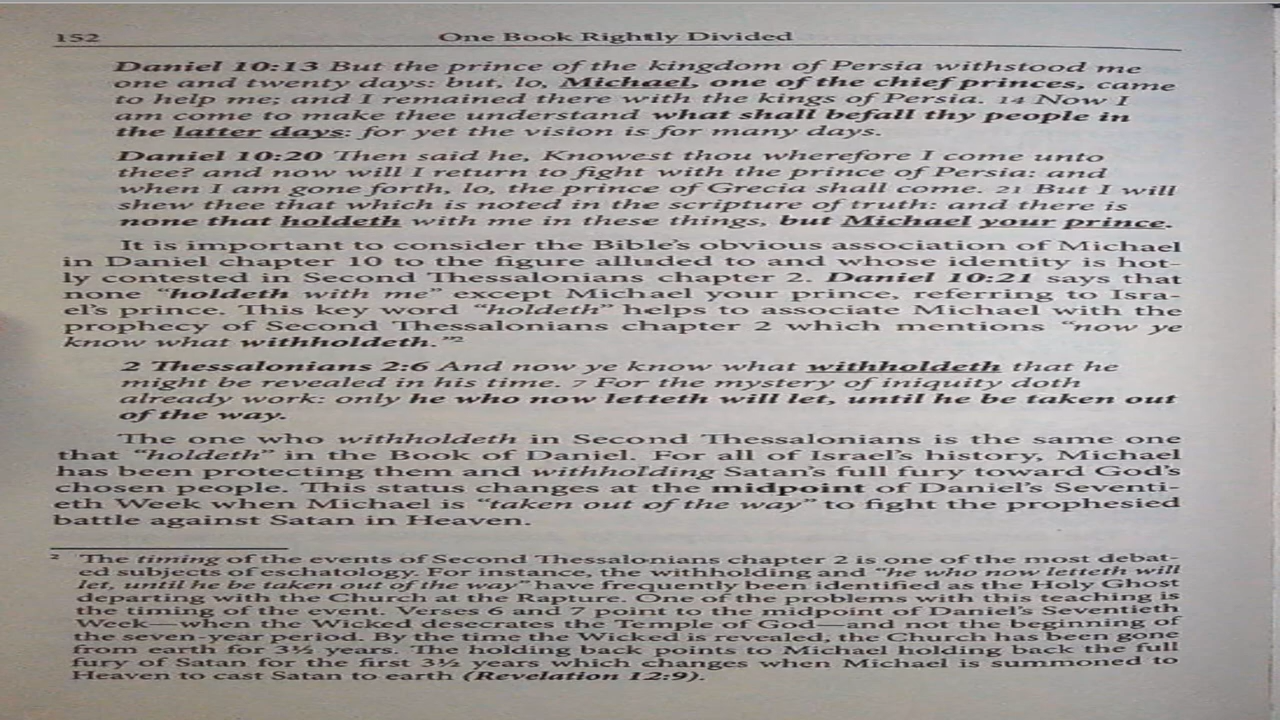 152 One Book Rightly Divided
Daniel 10:13 But the prince of the kingdom of Persia withstood me
one and twenty days: but, lo, Michael, one of the chief princes, came
to help me; and I remained there with the kings of Persia. 14 Now I
am come to make thee understand what shall befall thy people in
the latter days: for yet the vision is for many days.
Daniel 10:20 Then said he, Knowest thou wherefore I come unto
thee? and now will I return to fight with the prince of Persia: and
when I am gone forth, lo, the prince of Grecia shall come. 21 But I will
shew thee that which is noted in the scripture of truth: and there is
none that holdeth with me in these things, but Michael your prince.
It is important to consider the Bible's obvious association of Michael
in Daniel chapter 10 to the figure alluded to and whose identity is hot-
ly contested in Second Thessalonians chapter 2. Daniel 10:21 says that
none "holdeth with me" except Michael your prince, referring to Isra-
el's prince. This key word "holdeth" helps to associate Michael with the
prophecy of Second Thessalonians chapter 2 which mentions "now ye
know what withholdeth."2
2 Thessalonians 2:6 And now ye know what withholdeth that he
might be revealed in his time. 7 For the mystery of iniquity doth
already work: only he who now letteth will let, until he be taken out
of the way.
The one who withholdeth in Second Thessalonians is the same one
that "holdeth" in the Book of Daniel. For all of Israel's history, Michael
has been protecting them and withholding Satan's full fury toward God's
chosen people. This status changes at the midpoint of Daniel's Seventi-
eth Week when Michael is "taken out of the way" to fight the prophesied
battle against Satan in Heaven.
2 The timing of the events of Second Thessalonians chapter 2 is one of the most debat-
ed subjects of eschatology. For instance, the withholding and "he who now letteth will
let, until he be taken out of the way" have frequently been identified as the Holy Ghost
departing with the Church at the Rapture. One of the problems with this teaching is
the timing of the event. Verses 6 and 7 point to the midpoint of Daniel's Seventieth
Week—when the Wicked desecrates the Temple of God—and not the beginning of
the seven-year period. By the time the Wicked is revealed, the Church has been gone
from earth for 3½ years. The holding back points to Michael holding back the full
fury of Satan for the first 3½ years which changes when Michael is summoned to
Heaven to cast Satan to earth (Revelation 12:9).